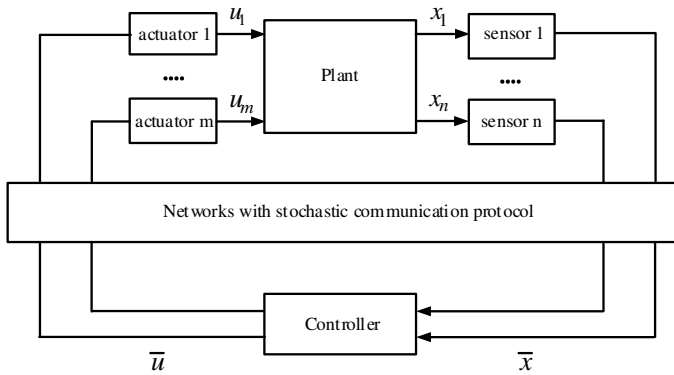 u₁ x₁
actuator 1 sensor 1
.... Plant ....
uₘ xₙ
actuator m sensor n
Networks with stochastic communication protocol
Controller
u̅ x̅